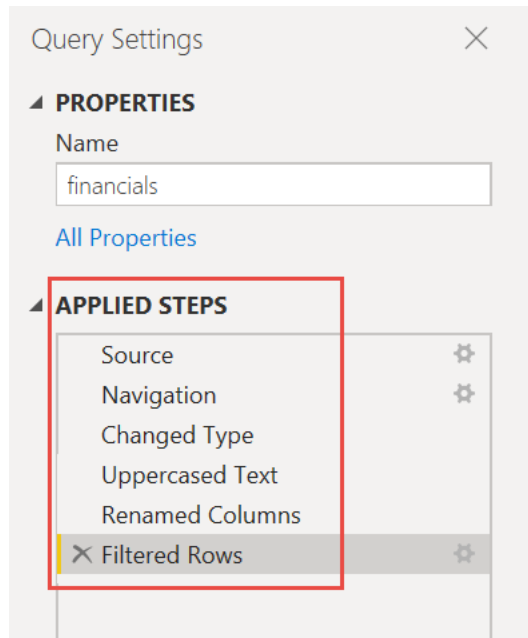 Query Settings
PROPERTIES
Name
financials
All Properties
APPLIED STEPS
Source
Navigation
Changed Type
Uppercased Text
Renamed Columns
Filtered Rows